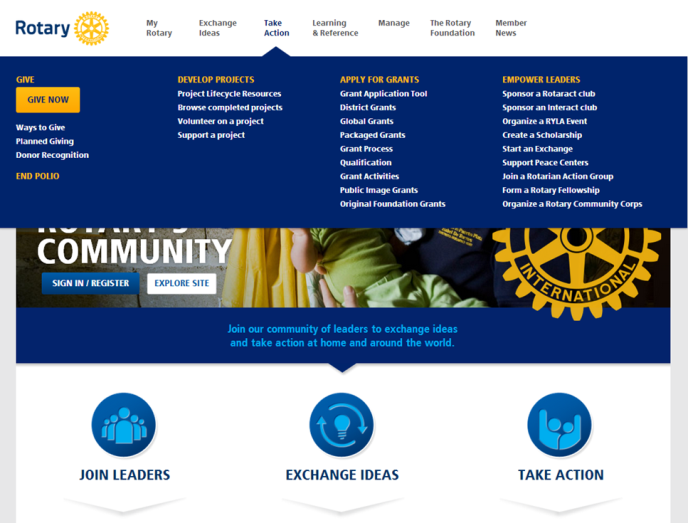 Rotary
My
Rotary
Exchange
Ideas
Take
Action
Learning
& Reference
Manage
The Rotary
Foundation
Member
News
GIVE
GIVE NOW
Ways to Give
Planned Giving
Donor Recognition
END POLIO
DEVELOP PROJECTS
Project Lifecycle Resources
Browse completed projects
Volunteer on a project
Support a project
APPLY FOR GRANTS
Grant Application Tool
District Grants
Global Grants
Packaged Grants
Grant Process
Qualification
Grant Activities
Public Image Grants
Original Foundation Grants
EMPOWER LEADERS
Sponsor a Rotaract club
Sponsor an Interact club
Organize a RYLA Event
Create a Scholarship
Start an Exchange
Support Peace Centers
Join a Rotarian Action Group
Form a Rotary Fellowship
Organize a Rotary Community Corps
ROTARY'S
COMMUNITY
SIGN IN / REGISTER
EXPLORE SITE
INTERNATIONAL
Join our community of leaders to exchange ideas
and take action at home and around the world.
JOIN LEADERS
EXCHANGE IDEAS
TAKE ACTION